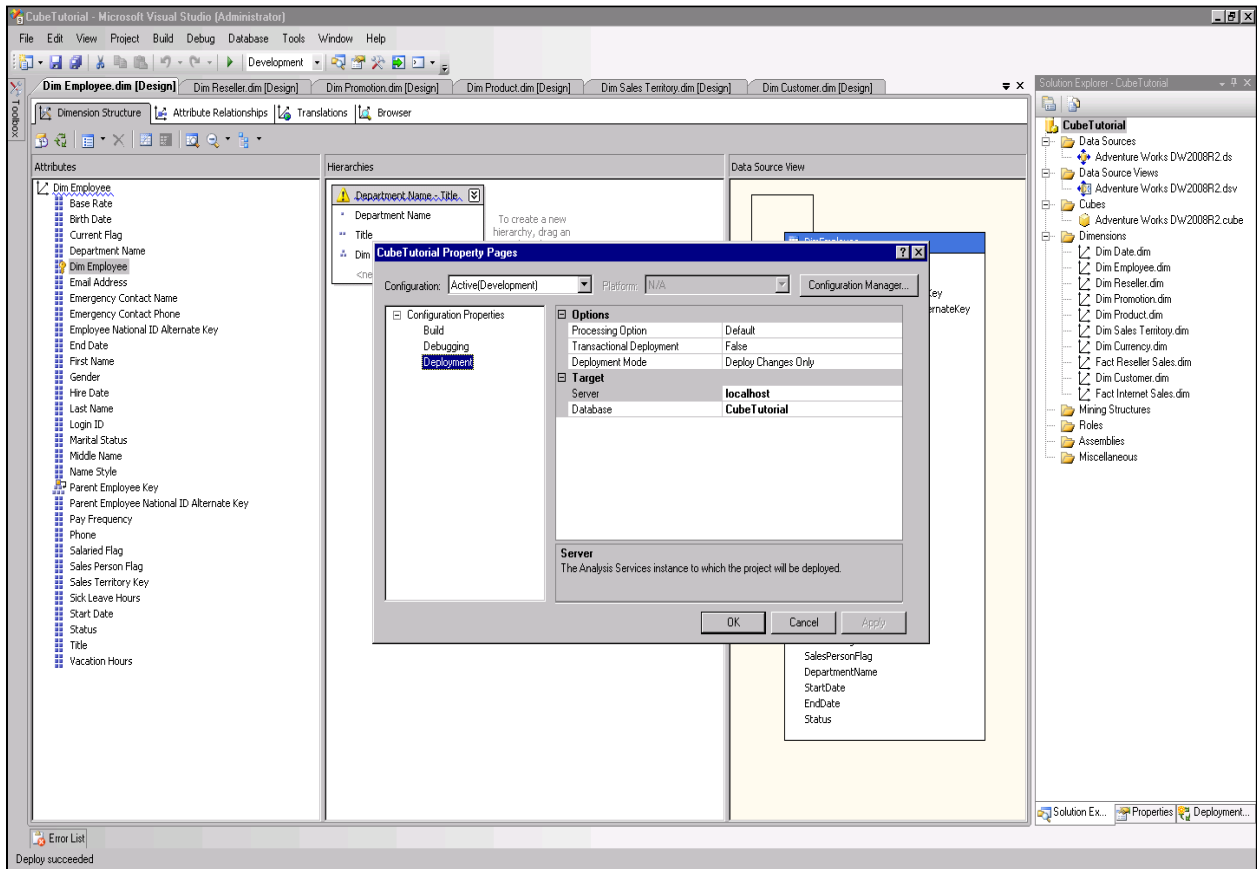 CubeTutorial - Microsoft Visual Studio (Administrator)
File Edit View Project Build Debug Database Tools Window Help
Development
Toolbox
Dim Employee.dim [Design] Dim Reseller.dim [Design] Dim Promotion.dim [Design] Dim Product.dim [Design] Dim Sales Territory.dim [Design] Dim Customer.dim [Design]
Dimension Structure Attribute Relationships Translations Browser
Attributes
Dim Employee
Base Rate
Birth Date
Current Flag
Department Name
Dim Employee
Email Address
Emergency Contact Name
Emergency Contact Phone
Employee National ID Alternate Key
End Date
First Name
Gender
Hire Date
Last Name
Login ID
Marital Status
Middle Name
Name Style
Parent Employee Key
Parent Employee National ID Alternate Key
Pay Frequency
Phone
Salaried Flag
Sales Person Flag
Sales Territory Key
Sick Leave Hours
Start Date
Status
Title
Vacation Hours
Hierarchies
Department Name - Title
Department Name
Title
Dim
<ne
To create a new
hierarchy, drag an
Data Source View
DimEmployee
Key
ernateKey
SalesPersonFlag
DepartmentName
StartDate
EndDate
Status
CubeTutorial Property Pages
Configuration: Active(Development) Platform: N/A Configuration Manager...
Configuration Properties
Build
Debugging
Deployment
Options
Processing Option Default
Transactional Deployment False
Deployment Mode Deploy Changes Only
Target
Server localhost
Database CubeTutorial
Server
The Analysis Services instance to which the project will be deployed.
OK Cancel Apply
Solution Explorer - CubeTutorial
CubeTutorial
Data Sources
Adventure Works DW2008R2.ds
Data Source Views
Adventure Works DW2008R2.dsv
Cubes
Adventure Works DW2008R2.cube
Dimensions
Dim Date.dim
Dim Employee.dim
Dim Reseller.dim
Dim Promotion.dim
Dim Product.dim
Dim Sales Territory.dim
Dim Currency.dim
Fact Reseller Sales.dim
Dim Customer.dim
Fact Internet Sales.dim
Mining Structures
Roles
Assemblies
Miscellaneous
Solution Ex... Properties Deployment...
Error List
Deploy succeeded